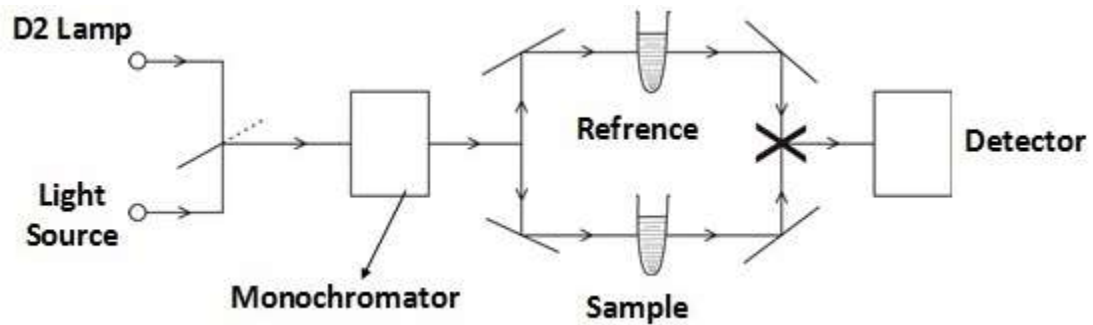 D2 Lamp
Light
Source
Monochromator
Refrence
Sample
Detector